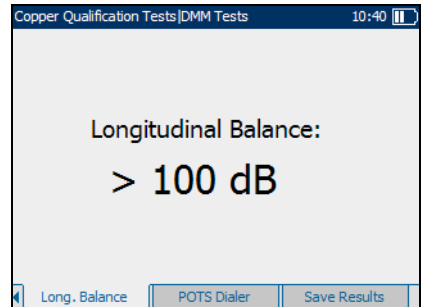 Copper Qualification Tests|DMM Tests 10:40
Longitudinal Balance:
> 100 dB
Long. Balance POTS Dialer Save Results